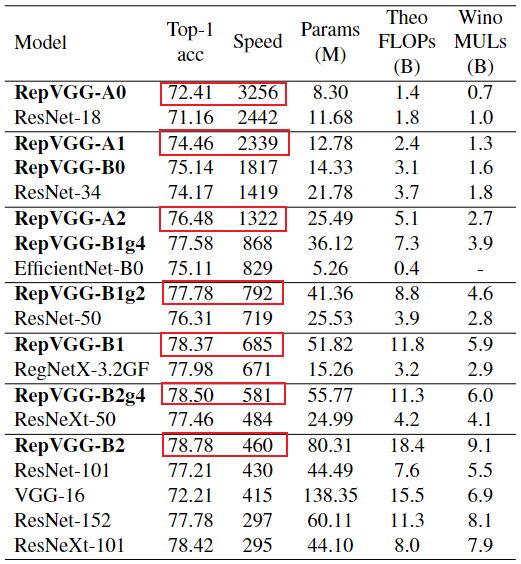 Model Top-1 acc Speed Params (M) Theo FLOPs (B) Wino MULs (B)
RepVGG-A0 72.41 3256 8.30 1.4 0.7
ResNet-18 71.16 2442 11.68 1.8 1.0
RepVGG-A1 74.46 2339 12.78 2.4 1.3
RepVGG-B0 75.14 1817 14.33 3.1 1.6
ResNet-34 74.17 1419 21.78 3.7 1.8
RepVGG-A2 76.48 1322 25.49 5.1 2.7
RepVGG-B1g4 77.58 868 36.12 7.3 3.9
EfficientNet-B0 75.11 829 5.26 0.4 -
RepVGG-B1g2 77.78 792 41.36 8.8 4.6
ResNet-50 76.31 719 25.53 3.9 2.8
RepVGG-B1 78.37 685 51.82 11.8 5.9
RegNetX-3.2GF 77.98 671 15.26 3.2 2.9
RepVGG-B2g4 78.50 581 55.77 11.3 6.0
ResNeXt-50 77.46 484 24.99 4.2 4.1
RepVGG-B2 78.78 460 80.31 18.4 9.1
ResNet-101 77.21 430 44.49 7.6 5.5
VGG-16 72.21 415 138.35 15.5 6.9
ResNet-152 77.78 297 60.11 11.3 8.1
ResNeXt-101 78.42 295 44.10 8.0 7.9